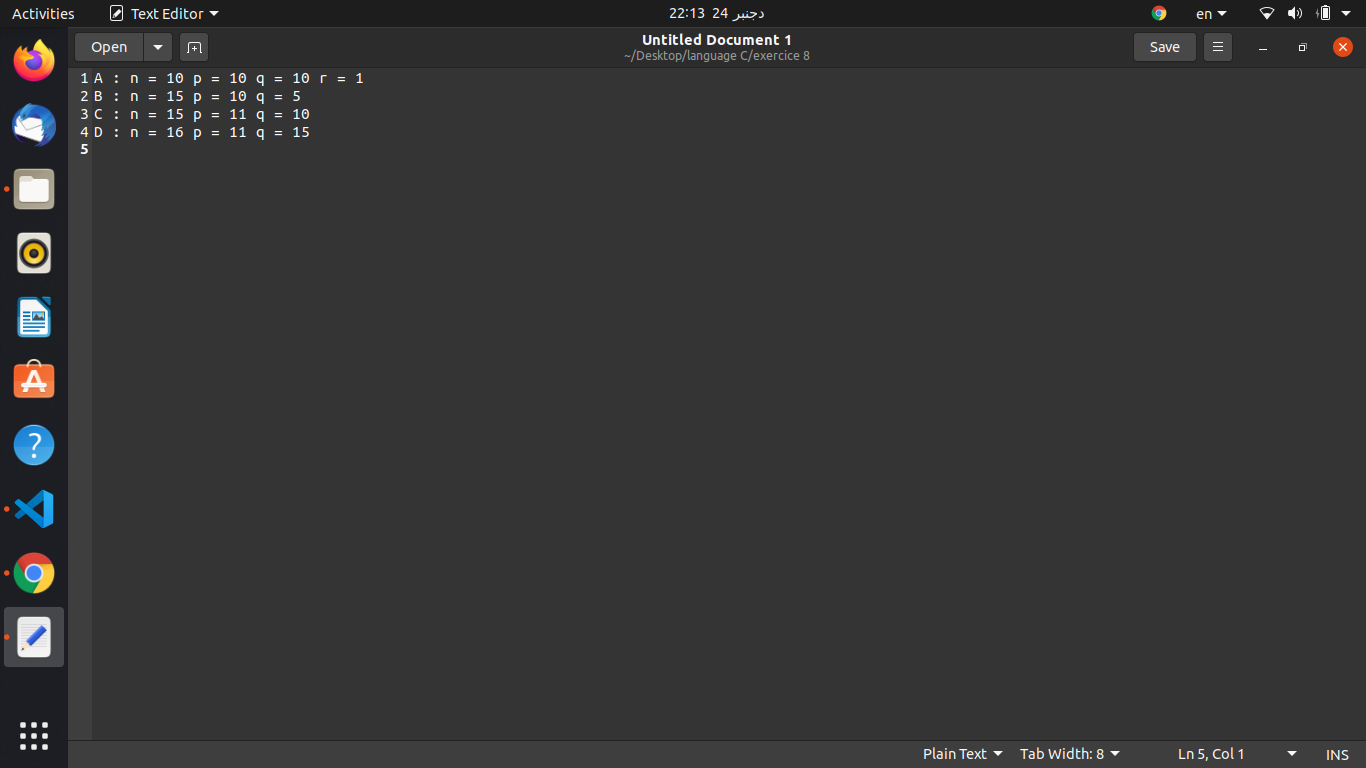 Activities
Text Editor
22:13 24 دجنبر
en
Open
Untitled Document 1
~/Desktop/language C/exercice 8
Save
1 A : n = 10 p = 10 q = 10 r = 1
2 B : n = 15 p = 10 q = 5
3 C : n = 15 p = 11 q = 10
4 D : n = 16 p = 11 q = 15
5
Plain Text
Tab Width: 8
Ln 5, Col 1
INS